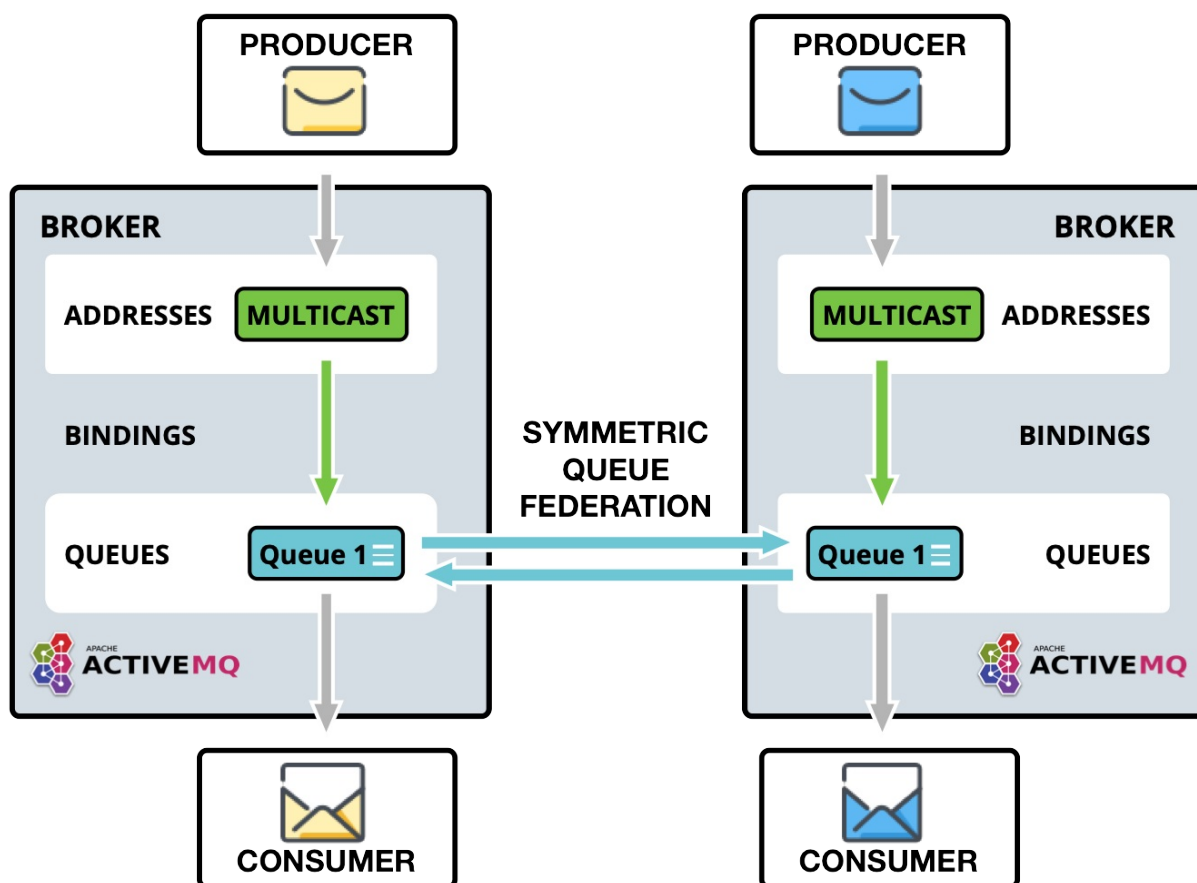 PRODUCER
PRODUCER
BROKER
BROKER
ADDRESSES
MULTICAST
MULTICAST
ADDRESSES
BINDINGS
SYMMETRIC
QUEUE
FEDERATION
BINDINGS
QUEUES
Queue 1
Queue 1
QUEUES
APACHE
ACTIVEMQ
APACHE
ACTIVEMQ
CONSUMER
CONSUMER